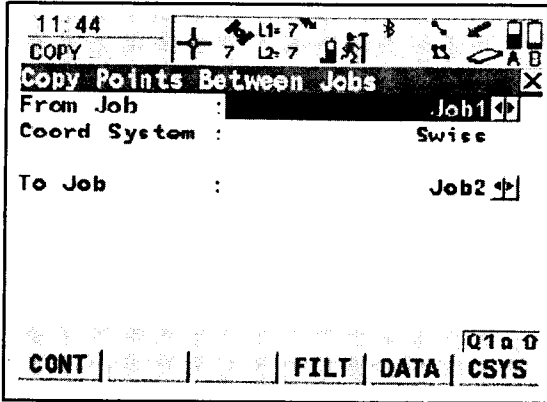 11:44
COPY
7
L1= 7
L2= 7
A B
Copy Points Between Jobs
From Job : Job1
Coord System : Swiss
To Job : Job2
Q1a
CONT FILT DATA CSYS